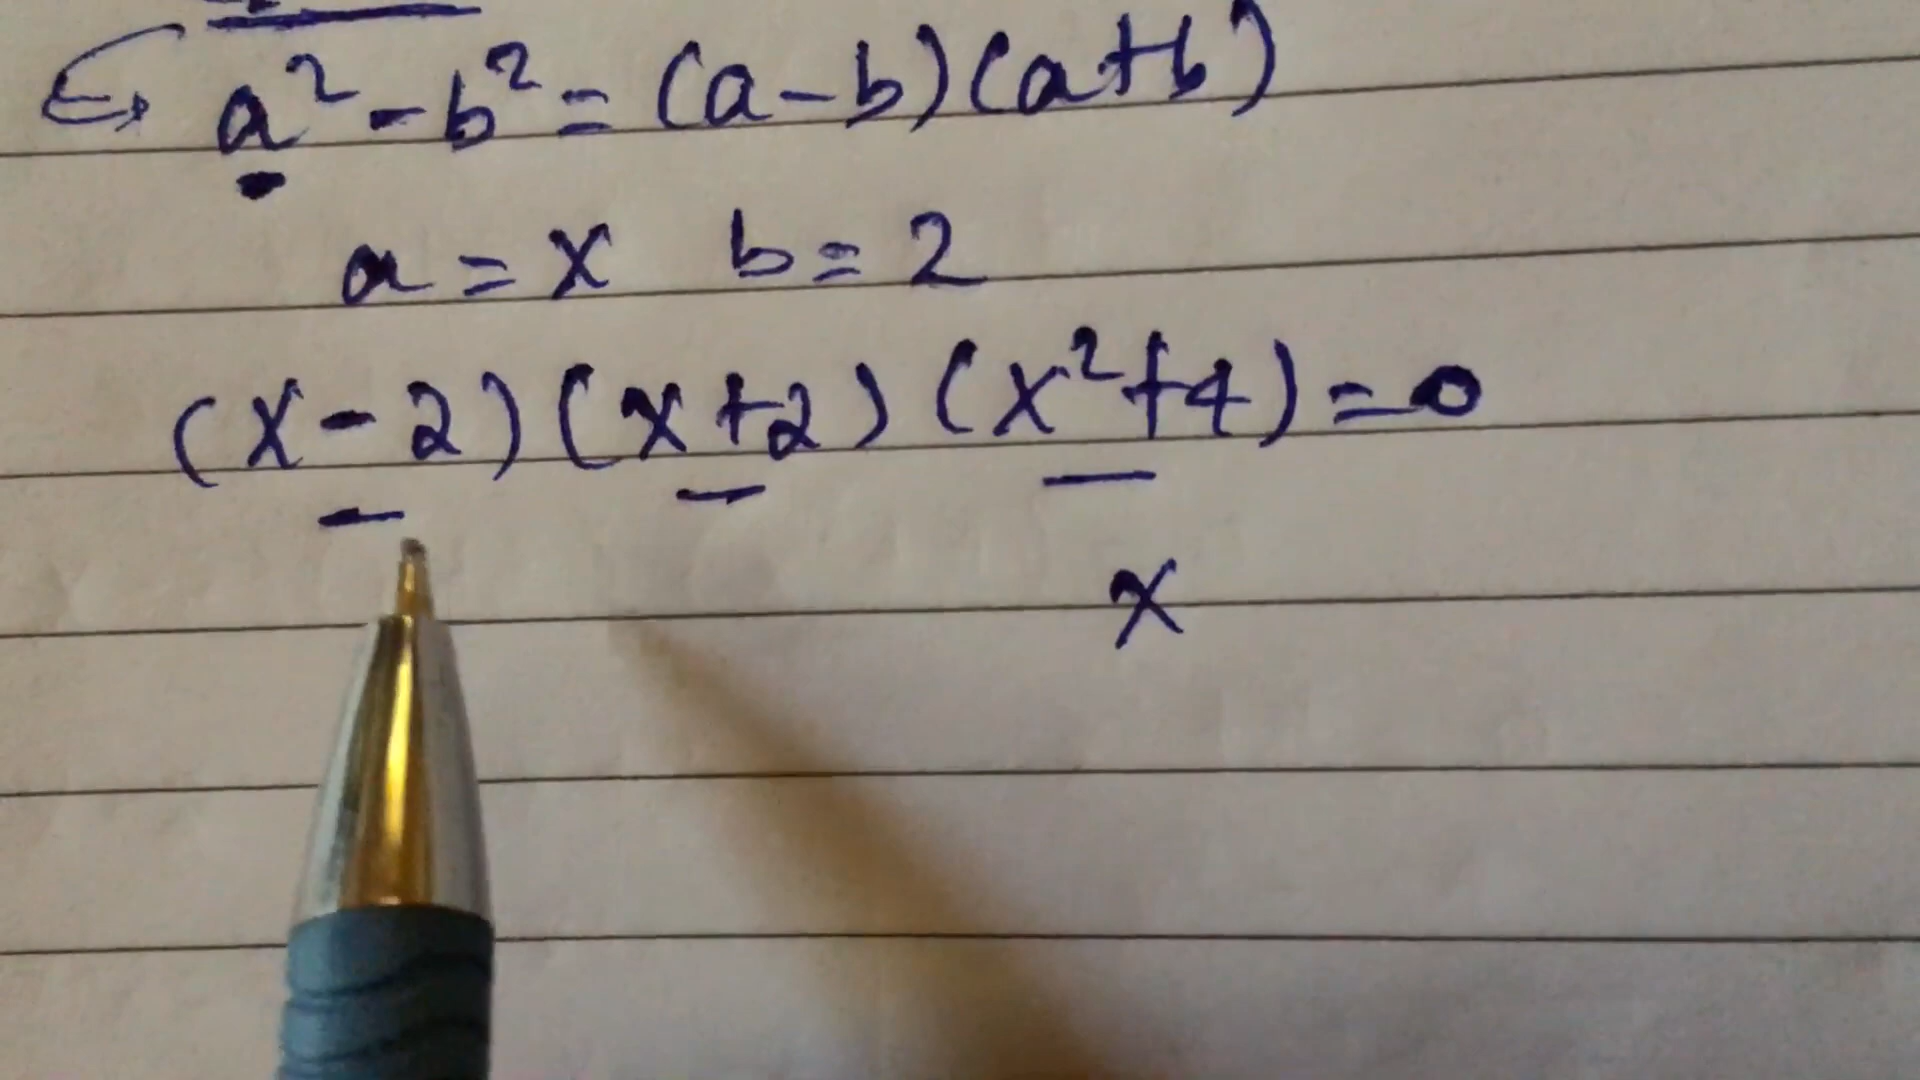 a² - b² = (a - b) (a + b)
a = x b = 2
(x - 2) (x + 2) (x² + 4) = 0
x